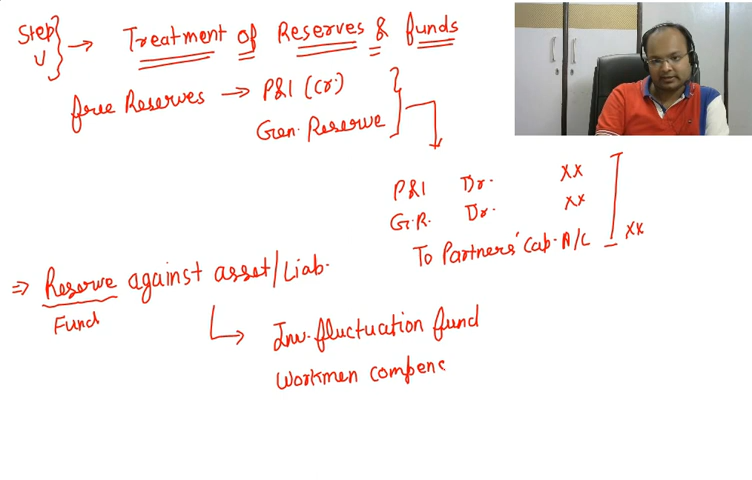 Step V } → Treatment of Reserves & funds
free Reserves → P&l (Cr)
Gen. Reserve
P&l Dr. xx
G.R. Dr. xx
To Partners' Cap. A/C xx
⇒ Reserve against asset/Liab.
Fund
Inv. fluctuation fund
Workmen compens